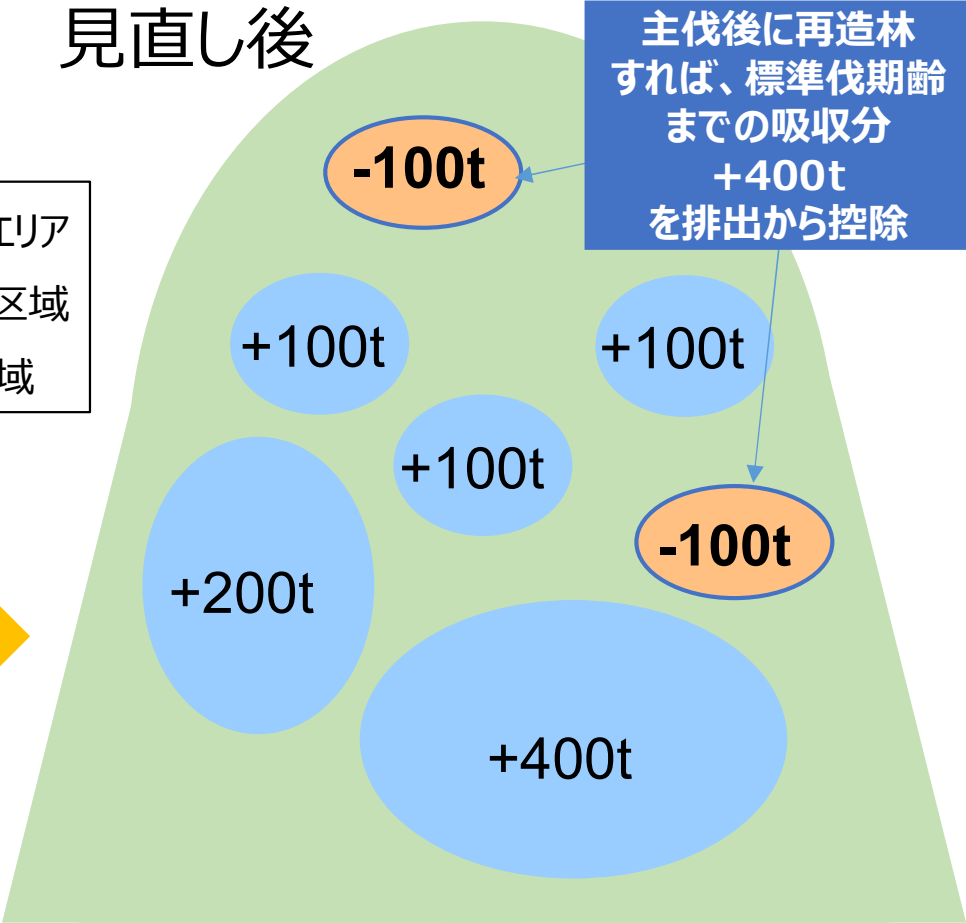 見直し後
主伐後に再造林
すれば、標準伐期齢
までの吸収分
+400t
を排出から控除
-100t
エリア
区域
域
+100t
+100t
+100t
-100t
+200t
+400t